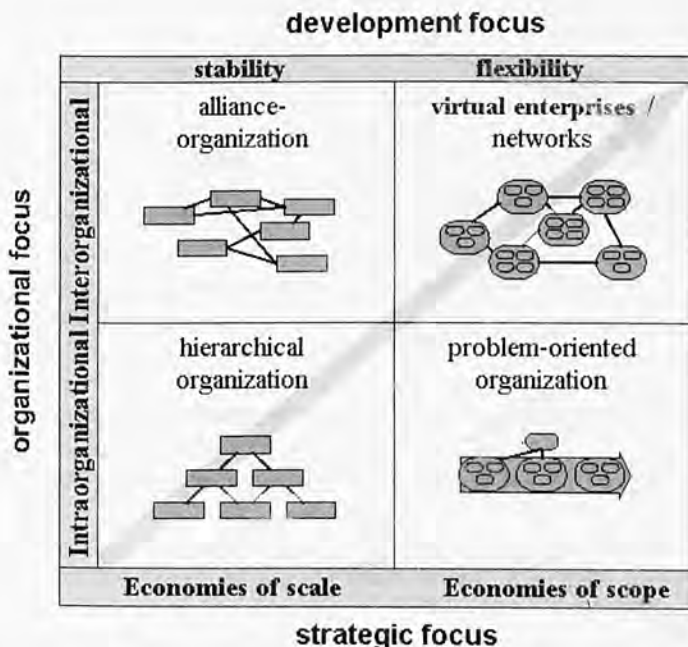 development focus
stability flexibility
organizational focus
Interorganizational
alliance-
organization
virtual enterprises /
networks
Intraorganizational
hierarchical
organization
problem-oriented
organization
Economies of scale Economies of scope
strategic focus